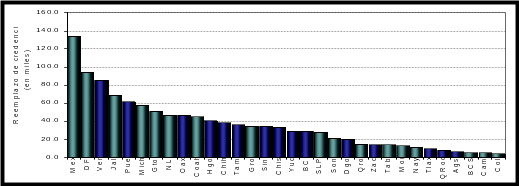 Reemplazo de credenci
(en miles)
160.0
140.0
120.0
100.0
80.0
60.0
40.0
20.0
0.0
Mex
DF
Ver
Jal
Pue
Mich
Gto
NL
Oax
Coah
Hgo
Chih
Tam
Gro
Sin
Chis
Yuc
BC
SLP
Son
Dgo
Qro
Zac
Tab
Mor
Nay
Tlax
QRoo
Ags
BCS
Cam
Col